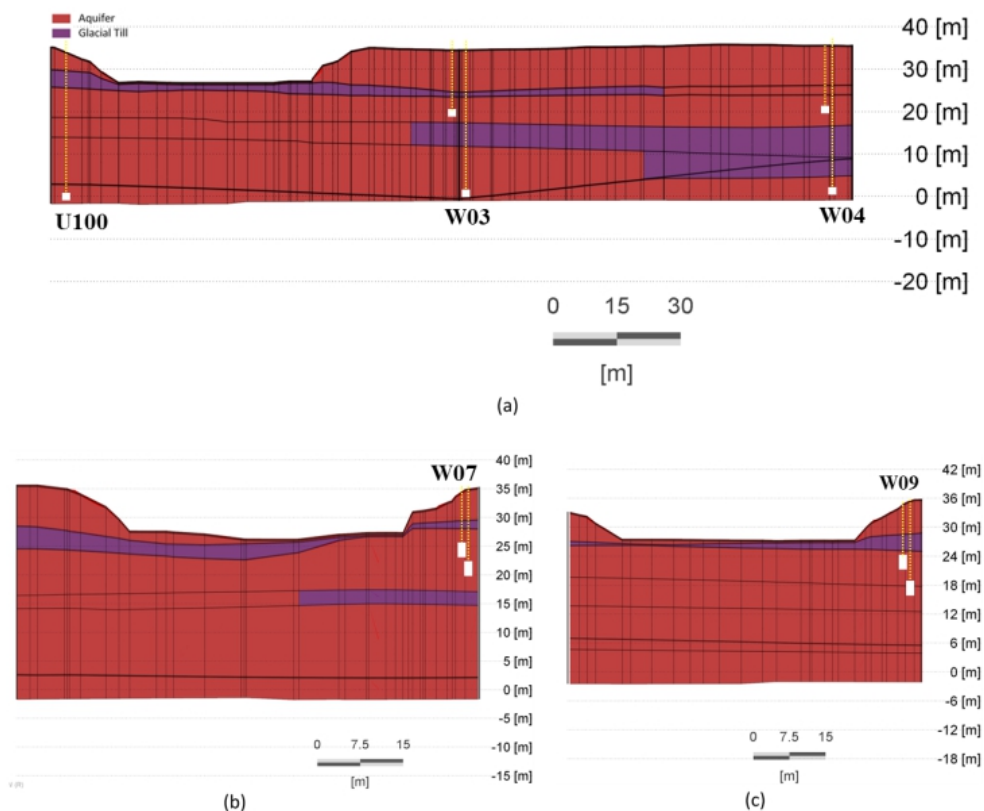 Aquifer
Glacial Till
40 [m]
30 [m]
20 [m]
10 [m]
0 [m]
-10 [m]
-20 [m]
U100
W03
W04
0 15 30
[m]
(a)
W07
40 [m]
35 [m]
30 [m]
25 [m]
20 [m]
15 [m]
10 [m]
5 [m]
0 [m]
-5 [m]
-10 [m]
-15 [m]
0 7.5 15
[m]
(b)
W09
42 [m]
36 [m]
30 [m]
24 [m]
18 [m]
12 [m]
6 [m]
0 [m]
-6 [m]
-12 [m]
-18 [m]
0 7.5 15
[m]
(c)